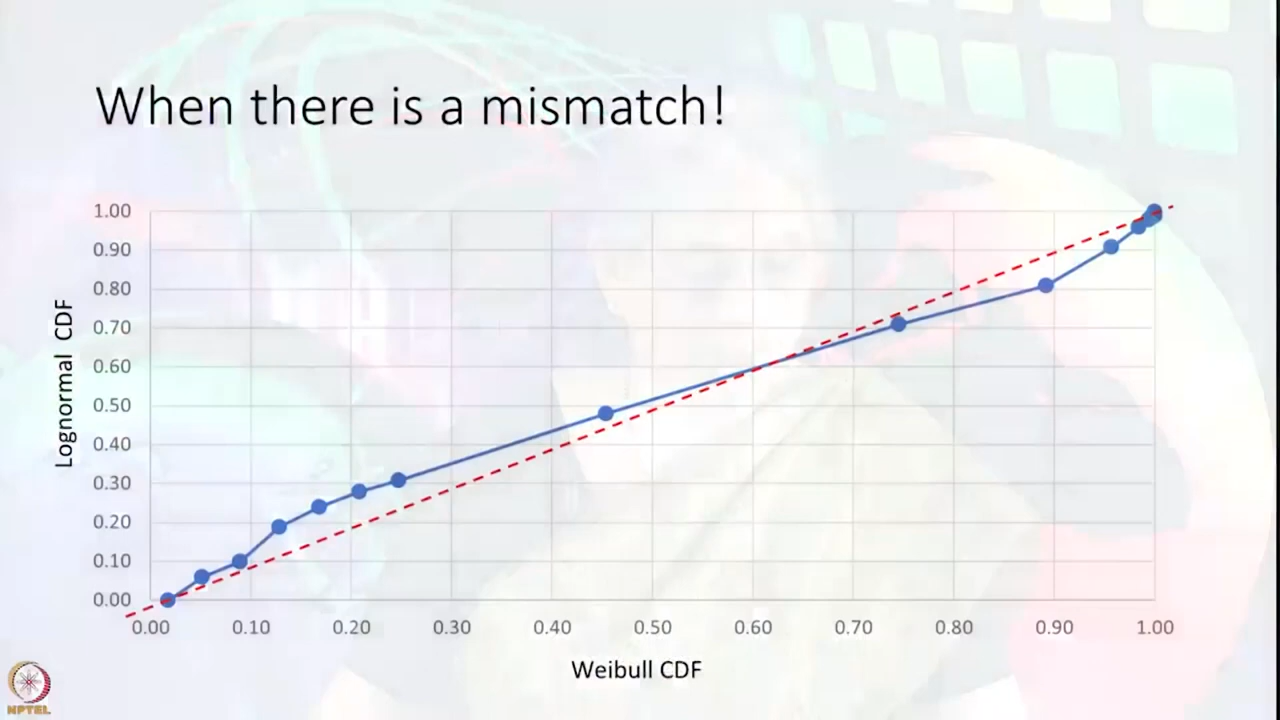 When there is a mismatch!
Lognormal CDF
1.00
0.90
0.80
0.70
0.60
0.50
0.40
0.30
0.20
0.10
0.00
0.00 0.10 0.20 0.30 0.40 0.50 0.60 0.70 0.80 0.90 1.00
Weibull CDF
NPTEL